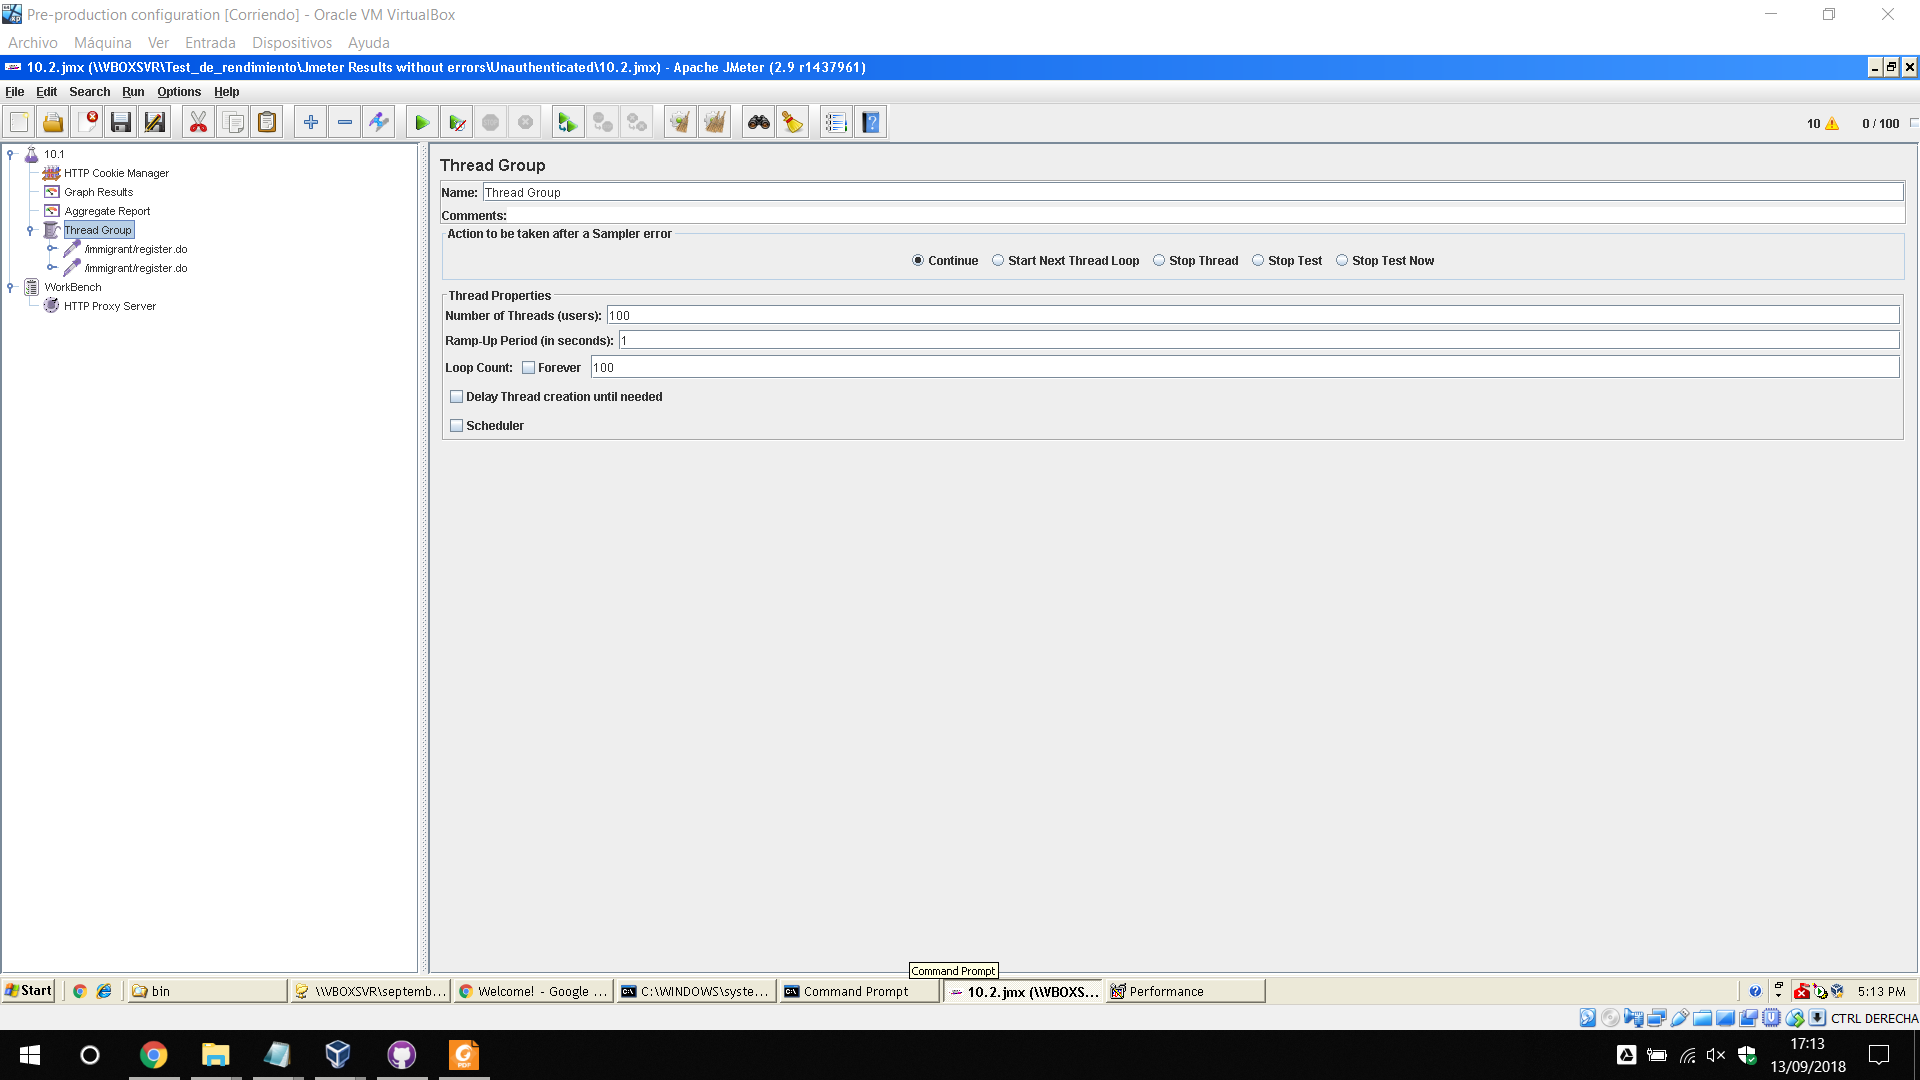 Pre-production configuration [Corriendo] - Oracle VM VirtualBox
Archivo Máquina Ver Entrada Dispositivos Ayuda
10.2.jmx (\\VBOXSVR\Test_de_rendimiento\Jmeter Results without errors\Unauthenticated\10.2.jmx) - Apache JMeter (2.9 r1437961)
File Edit Search Run Options Help
10 0 / 100
10.1
HTTP Cookie Manager
Graph Results
Aggregate Report
Thread Group
/immigrant/register.do
/immigrant/register.do
WorkBench
HTTP Proxy Server
Thread Group
Name: Thread Group
Comments:
Action to be taken after a Sampler error
Continue Start Next Thread Loop Stop Thread Stop Test Stop Test Now
Thread Properties
Number of Threads (users): 100
Ramp-Up Period (in seconds): 1
Loop Count: Forever 100
Delay Thread creation until needed
Scheduler
Command Prompt
Start bin \\VBOXSVR\septemb... Welcome! - Google ... C:\WINDOWS\syste... Command Prompt 10.2.jmx (\\VBOXS... Performance 5:13 PM
CTRL DERECHA
17:13
13/09/2018